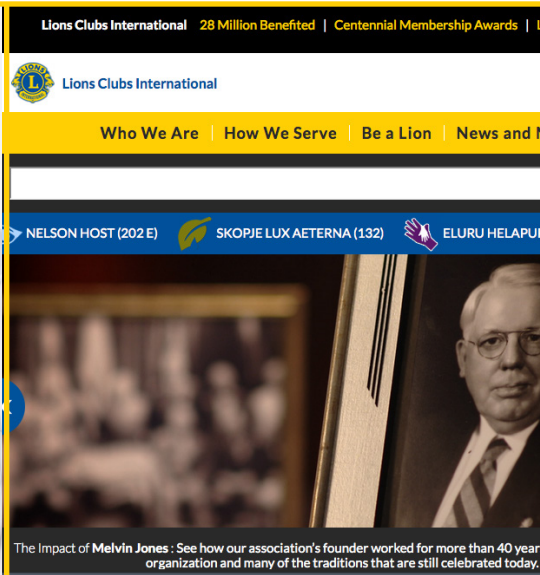 Lions Clubs International 28 Million Benefited | Centennial Membership Awards |
LIONS
L
INTERNATIONAL
Lions Clubs International
Who We Are | How We Serve | Be a Lion | News and
NELSON HOST (202 E) SKOPJE LUX AETERNA (132) ELURU
The Impact of Melvin Jones : See how our association's founder worked for more than 40
organization and many of the traditions that are still celebrated today.